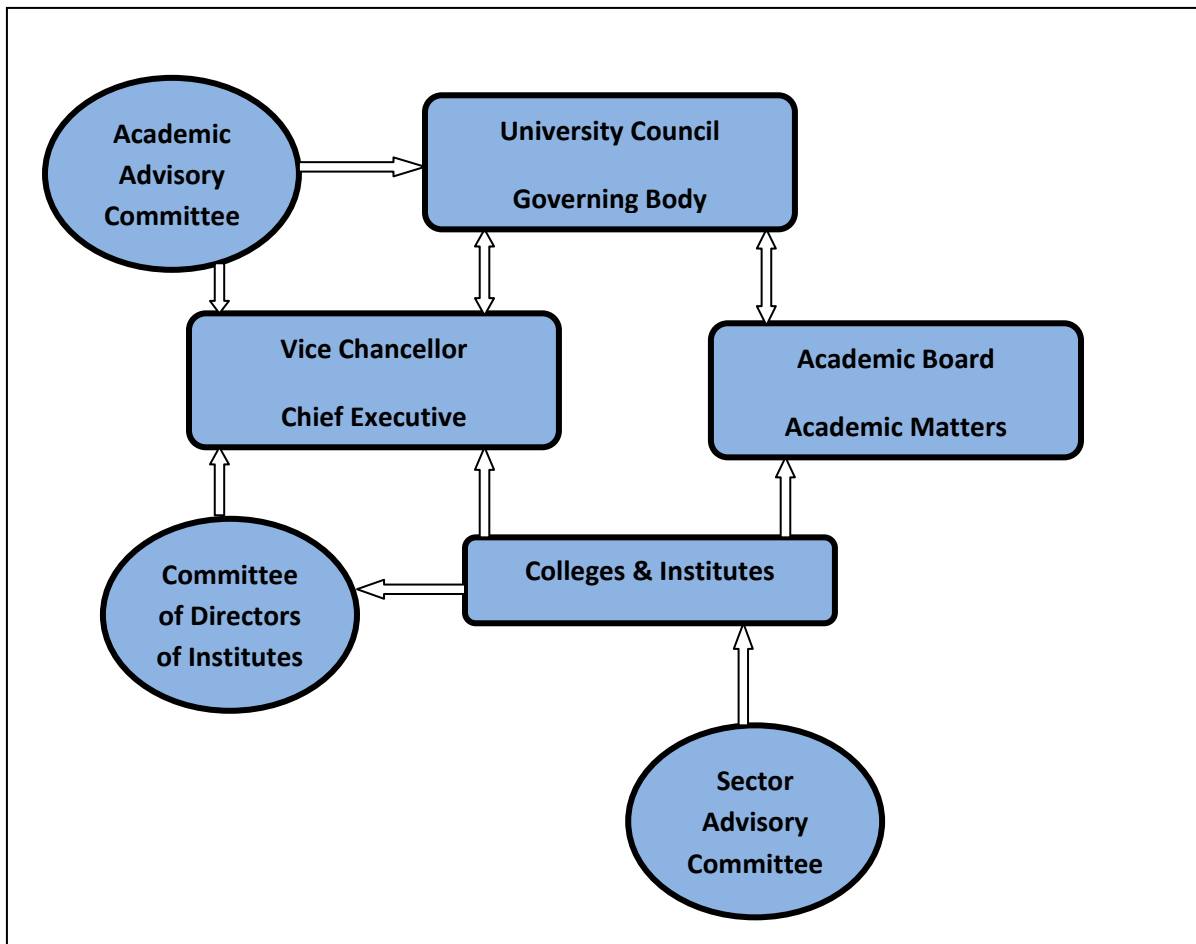 Academic
Advisory
Committee
University Council
Governing Body
Vice Chancellor
Chief Executive
Academic Board
Academic Matters
Committee
of Directors
of Institutes
Colleges & Institutes
Sector
Advisory
Committee